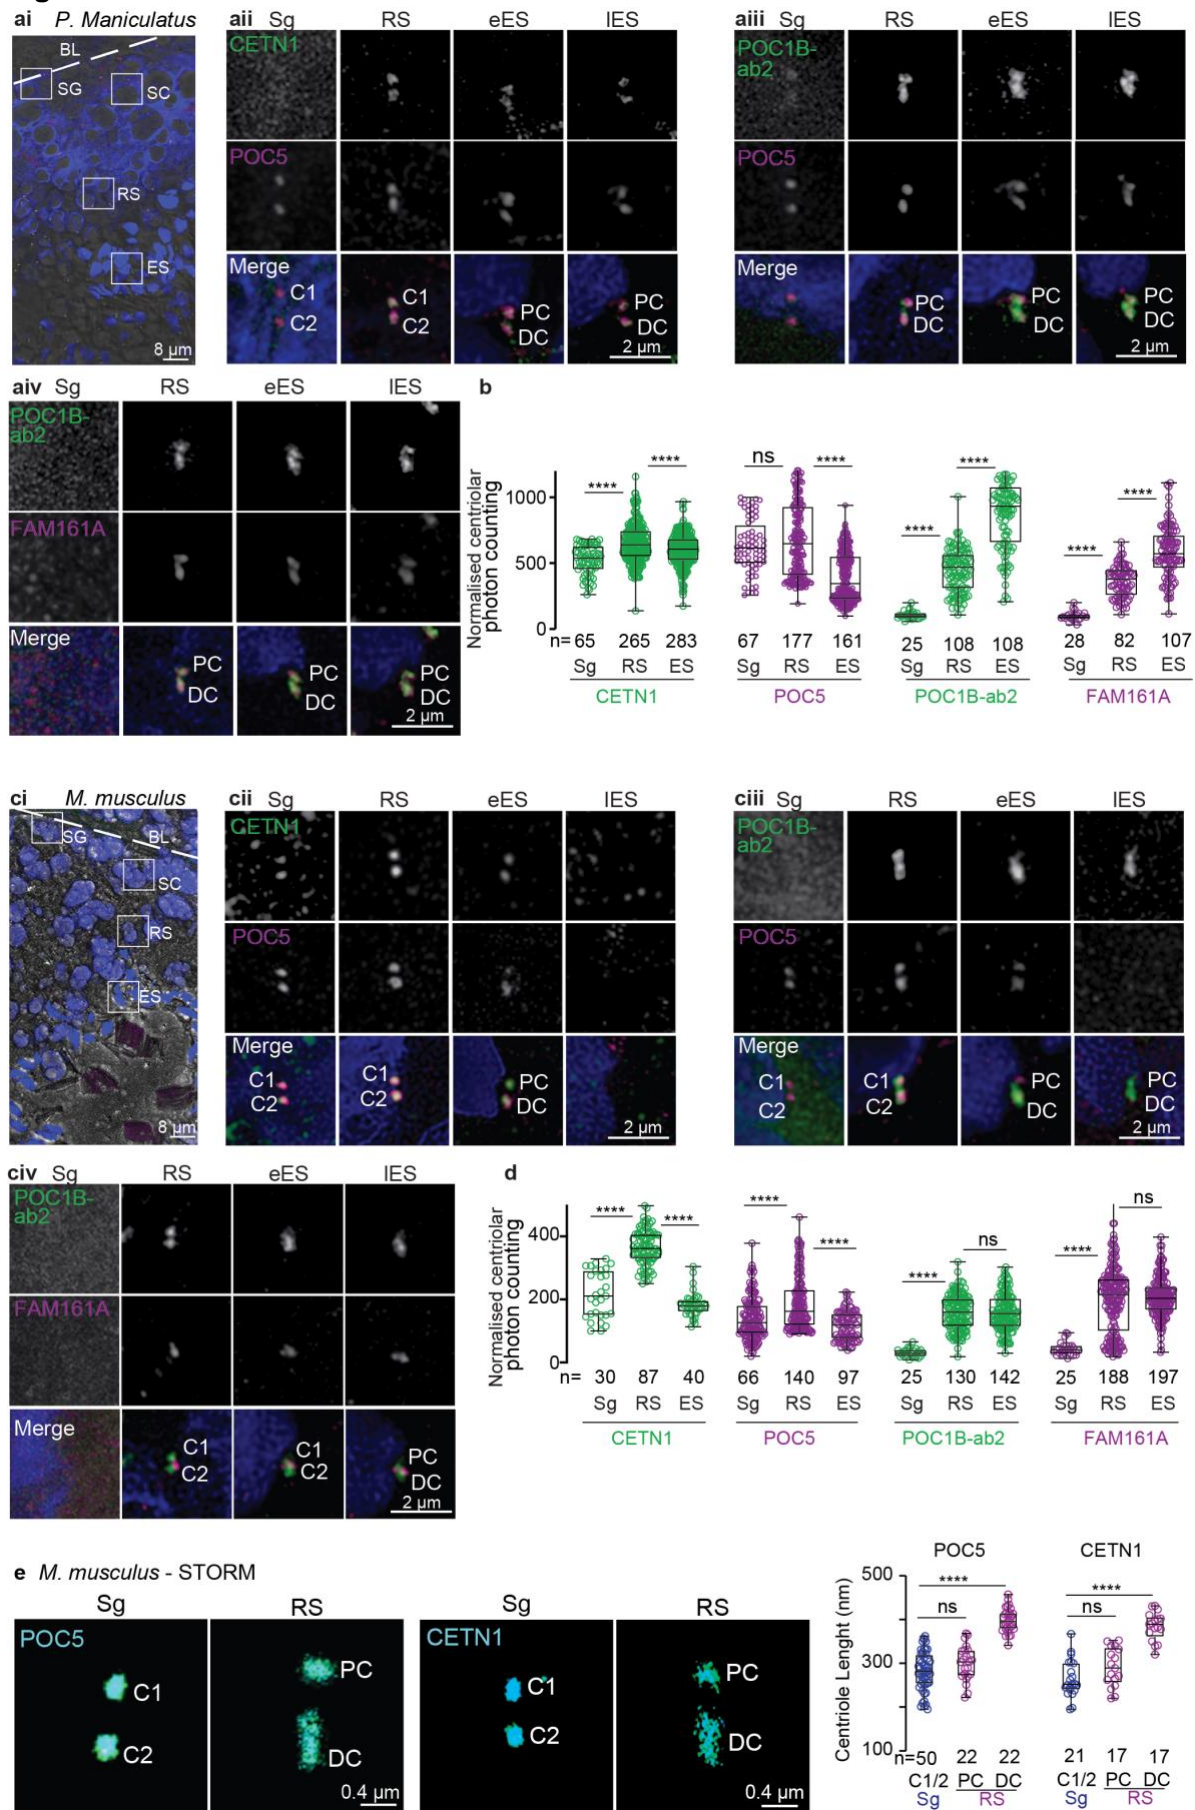 ai P. Maniculatus
BL
SG
SC
RS
ES
8 µm
aii Sg RS eES lES
CETN1
POC5
Merge
C1
C2
C1
C2
PC
DC
PC
DC
2 µm
aiii Sg RS eES lES
POC1B-
ab2
POC5
Merge
PC
DC
PC
DC
PC
DC
2 µm
aiv Sg RS eES lES
POC1B-
ab2
FAM161A
Merge
PC
DC
PC
DC
PC
DC
2 µm
b
Normalised centriolar
photon counting
1000
500
0
**** ****
ns ****
**** ****
**** ****
n= 65 265 283 67 177 161 25 108 108 28 82 107
Sg RS ES Sg RS ES Sg RS ES Sg RS ES
CETN1 POC5 POC1B-ab2 FAM161A
ci M. musculus
SG
BL
SC
RS
ES
8 µm
cii Sg RS eES lES
CETN1
POC5
Merge
C1
C2
C1
C2
PC
DC
2 µm
ciii Sg RS eES lES
POC1B-
ab2
POC5
Merge
C1
C2
C1
C2
PC
DC
PC
DC
2 µm
civ Sg RS eES lES
POC1B-
ab2
FAM161A
Merge
C1
C2
C1
C2
PC
DC
2 µm
d
Normalised centriolar
photon counting
400
200
0
**** ****
**** ****
**** ns
**** ns
n= 30 87 40 66 140 97 25 130 142 25 188 197
Sg RS ES Sg RS ES Sg RS ES Sg RS ES
CETN1 POC5 POC1B-ab2 FAM161A
e M. musculus - STORM
Sg RS
POC5
C1
C2
PC
DC
0.4 µm
Sg RS
CETN1
C1
C2
PC
DC
0.4 µm
POC5 CETN1
Centriole Lenght (nm)
500
300
100
****
ns
****
ns
n=50 22 22 21 17 17
C1/2 PC DC C1/2 PC DC
Sg RS Sg RS